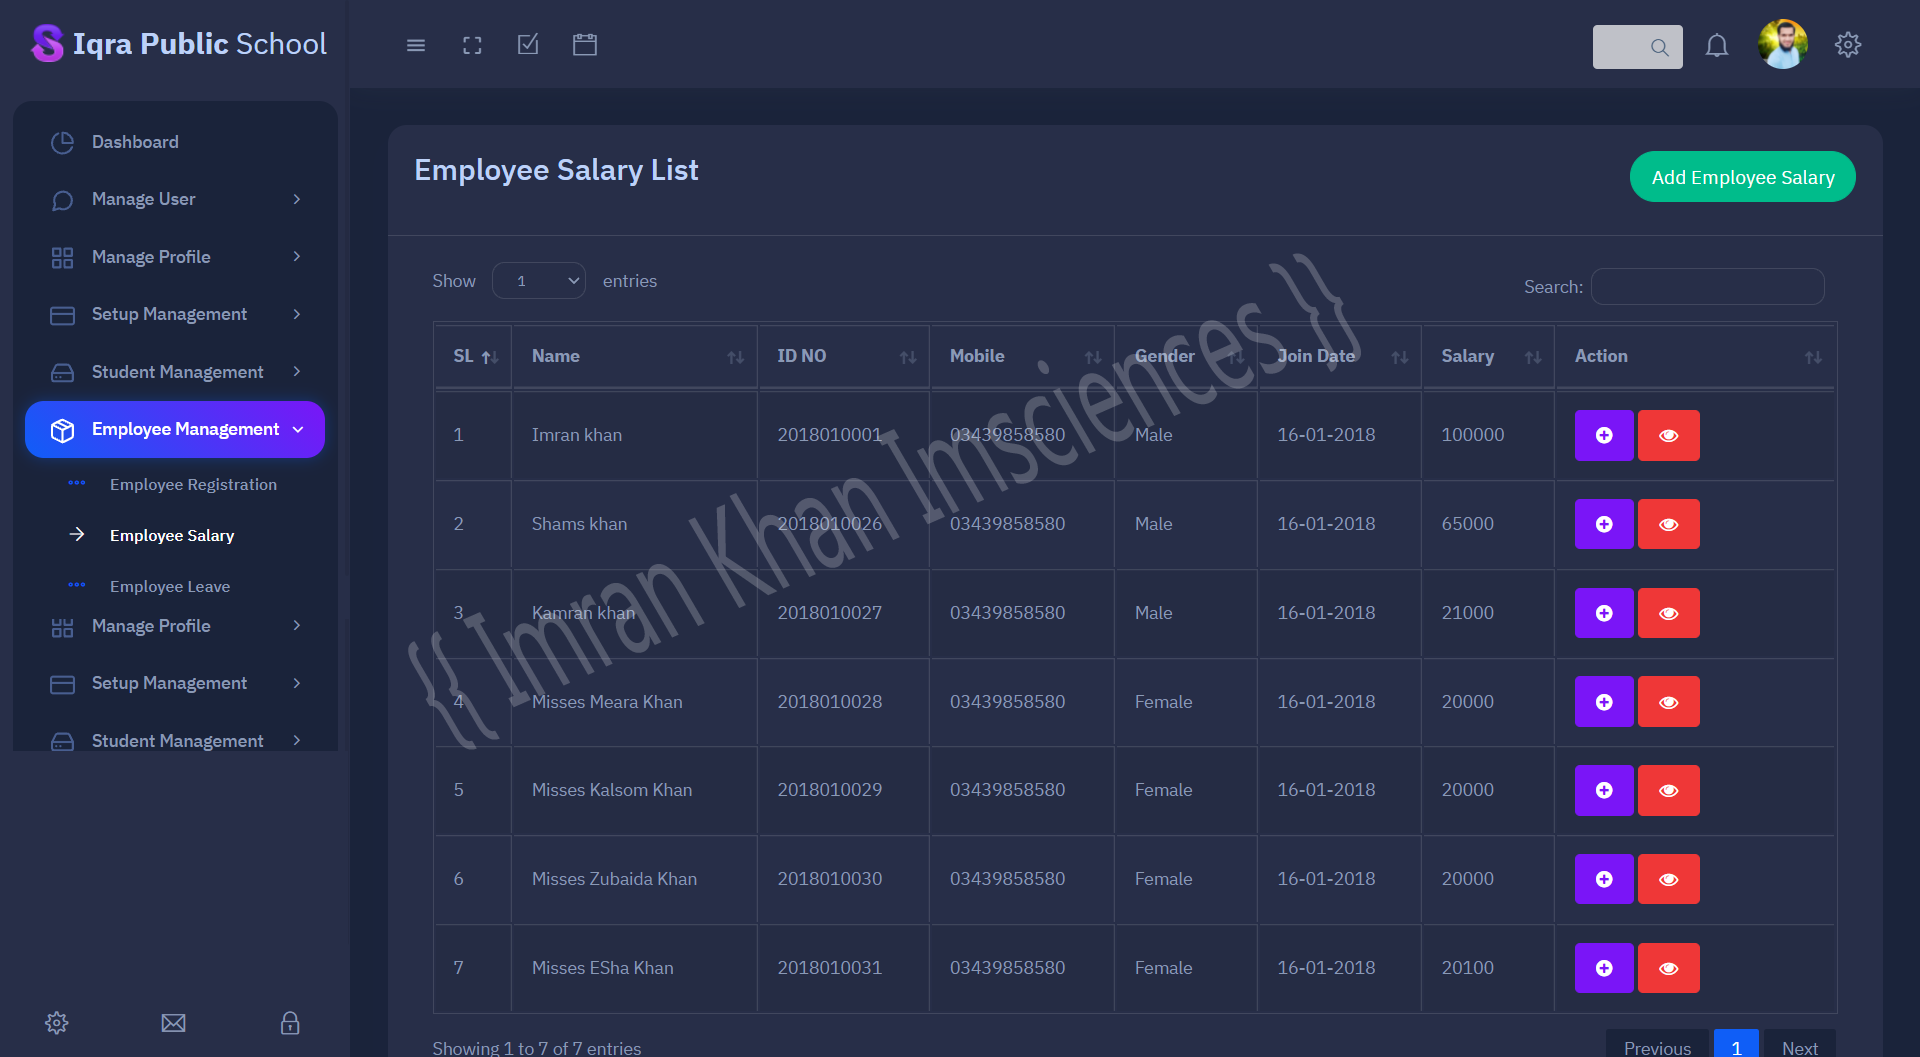 Iqra Public School
Dashboard
Manage User
Manage Profile
Setup Management
Student Management
Employee Management
Employee Registration
Employee Salary
Employee Leave
Manage Profile
Setup Management
Student Management
Employee Salary List
Add Employee Salary
Show 1 entries
Search:
SL Name ID NO Mobile Gender Join Date Salary Action
1 Imran khan 2018010001 03439858580 Male 16-01-2018 100000
2 Shams khan 2018010026 03439858580 Male 16-01-2018 65000
3 Kamran khan 2018010027 03439858580 Male 16-01-2018 21000
4 Misses Meara Khan 2018010028 03439858580 Female 16-01-2018 20000
5 Misses Kalsom Khan 2018010029 03439858580 Female 16-01-2018 20000
6 Misses Zubaida Khan 2018010030 03439858580 Female 16-01-2018 20000
7 Misses ESha Khan 2018010031 03439858580 Female 16-01-2018 20100
Showing 1 to 7 of 7 entries
Previous 1 Next
{{ Imran Khan Imsciences }}